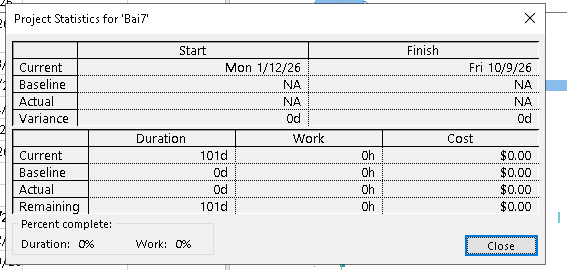 Project Statistics for 'Bai7'
Start Finish
Current Mon 1/12/26 Fri 10/9/26
Baseline NA NA
Actual NA NA
Variance 0d 0d
Duration Work Cost
Current 101d 0h $0.00
Baseline 0d 0h $0.00
Actual 0d 0h $0.00
Remaining 101d 0h $0.00
Percent complete:
Duration: 0% Work: 0%
Close